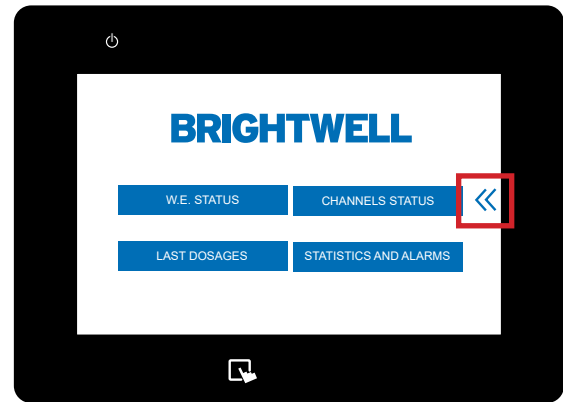 BRIGHTWELL
W.E. STATUS
CHANNELS STATUS
LAST DOSAGES
STATISTICS AND ALARMS